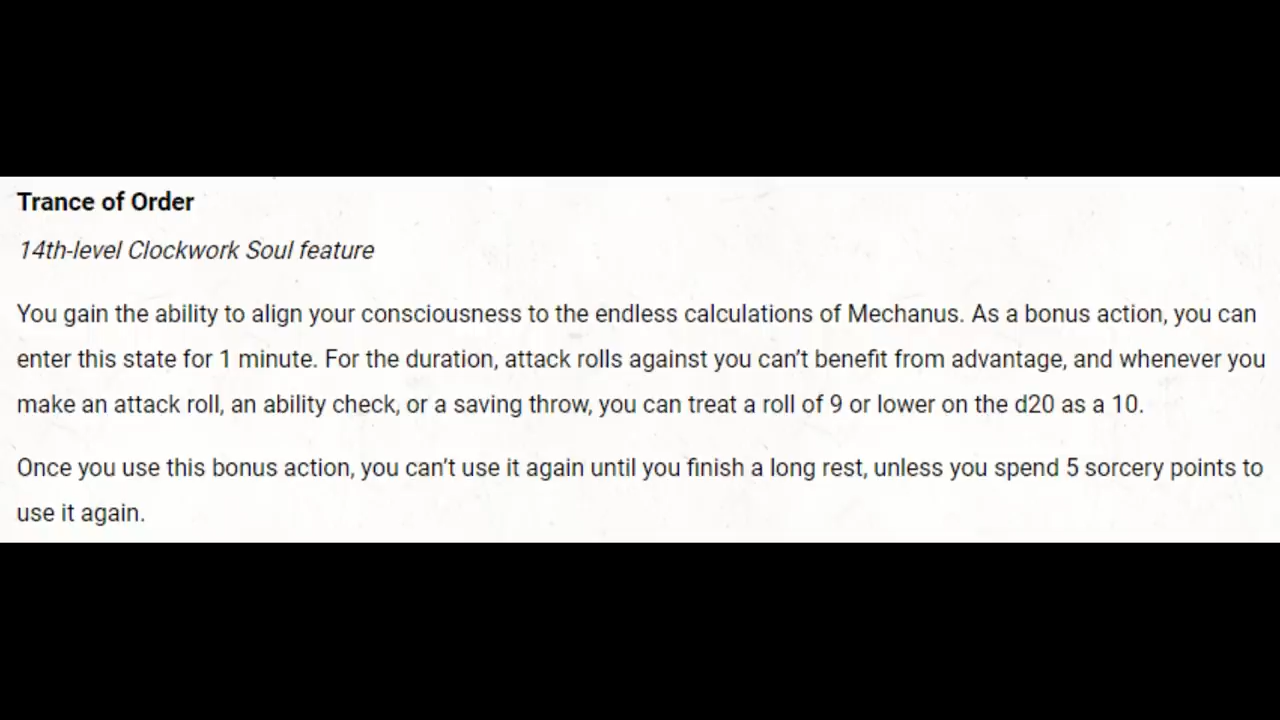 Trance of Order
14th-level Clockwork Soul feature
You gain the ability to align your consciousness to the endless calculations of Mechanus. As a bonus action, you can
enter this state for 1 minute. For the duration, attack rolls against you can’t benefit from advantage, and whenever you
make an attack roll, an ability check, or a saving throw, you can treat a roll of 9 or lower on the d20 as a 10.
Once you use this bonus action, you can’t use it again until you finish a long rest, unless you spend 5 sorcery points to
use it again.